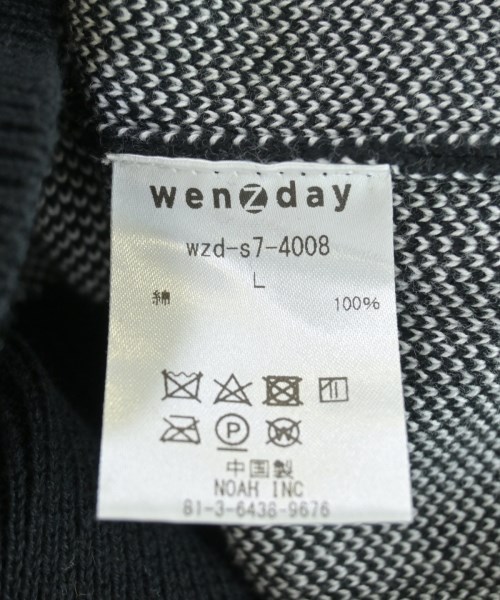 wenzday
wzd-s7-4008
L
綿 100%
P W
中国製
NOAH INC
81-3-6438-9676